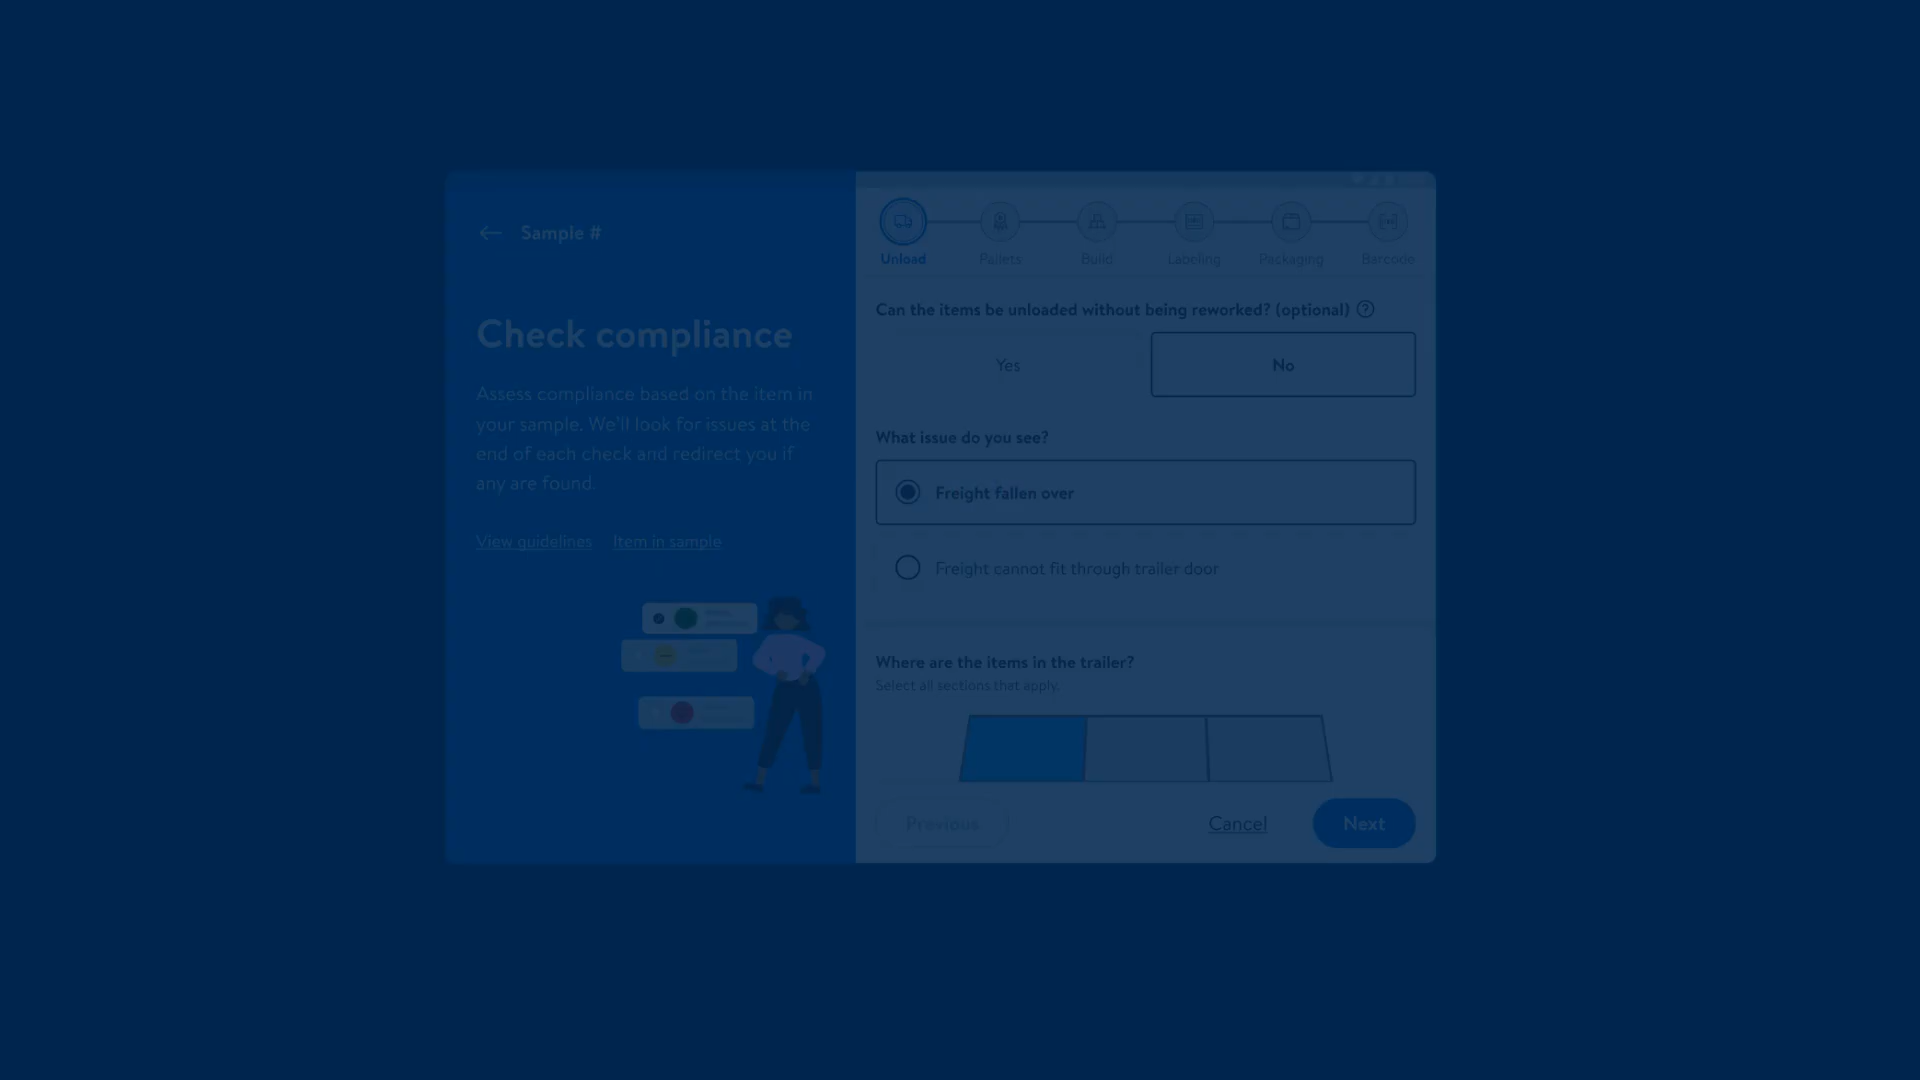 Sample #
Check compliance
Assess compliance based on the item in
your sample. We'll look for issues at the
end of each check and redirect you if
any are found.
View guidelines Item in sample
Unload Pallets Build Labeling Packaging Barcode
Can the items be unloaded without being reworked? (optional) ?
Yes No
What issue do you see?
Freight fallen over
Freight cannot fit through trailer door
Where are the items in the trailer?
Select all sections that apply.
Previous Cancel Next